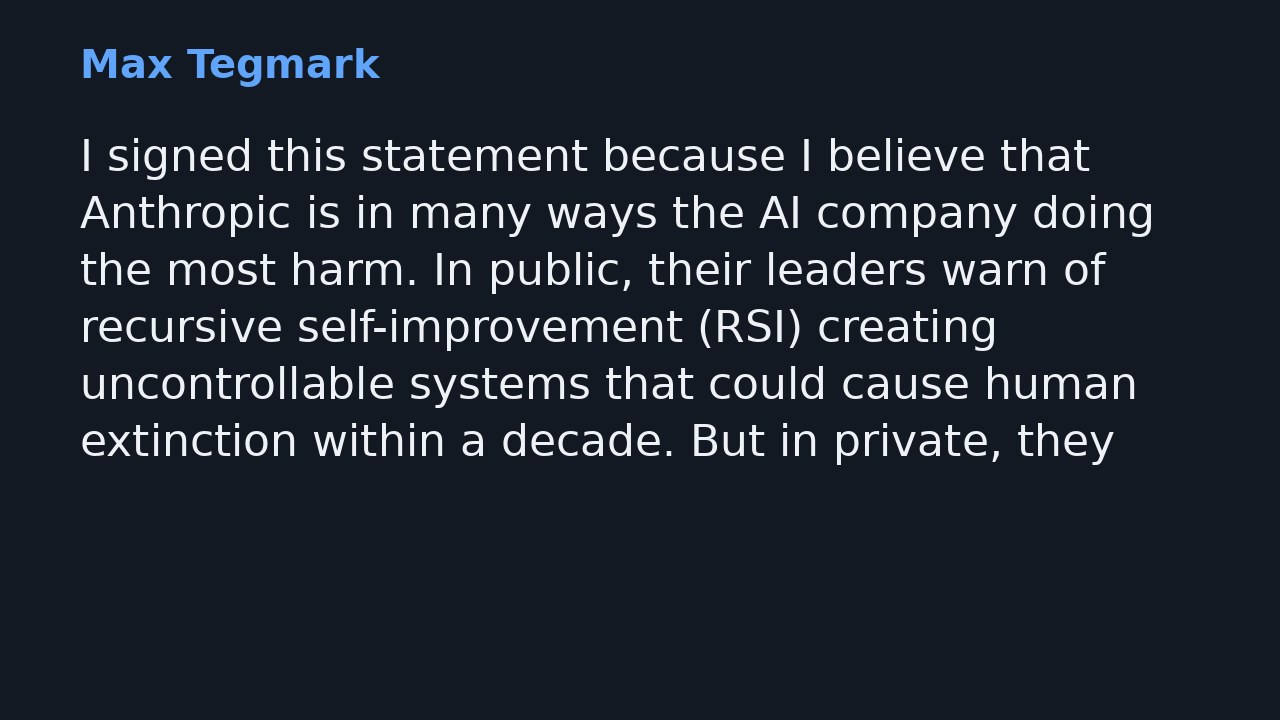 Max Tegmark
I signed this statement because I believe that
Anthropic is in many ways the AI company doing
the most harm. In public, their leaders warn of
recursive self-improvement (RSI) creating
uncontrollable systems that could cause human
extinction within a decade. But in private, they